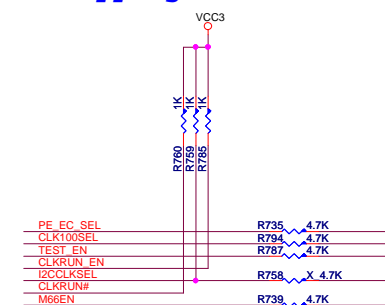 VCC3
1K
1K
1K
R760
R759
R785
PE_EC_SEL R735 4.7K
CLK100SEL R794 4.7K
TEST_EN R787 4.7K
CLKRUN_EN
I2CCLKSEL R758 X_4.7K
CLKRUN#
M66EN R739 4.7K